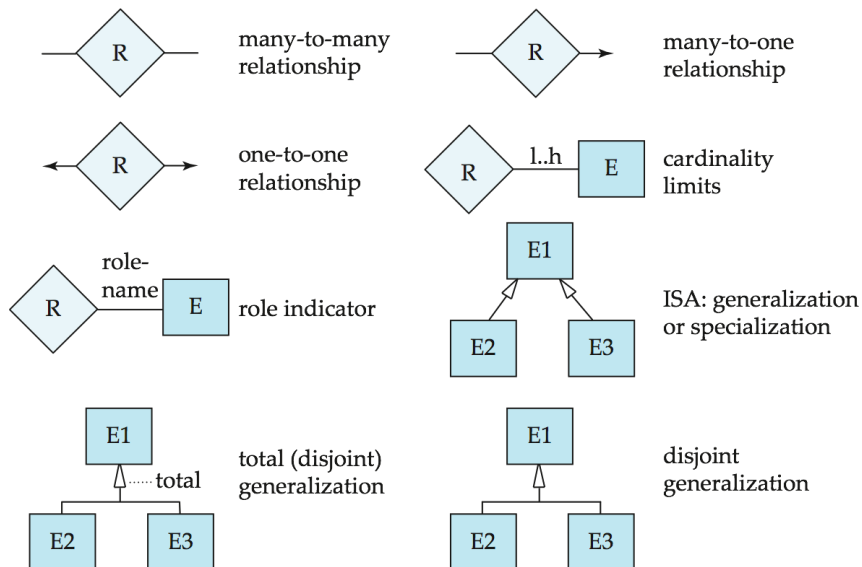 R
many-to-many
relationship
R
many-to-one
relationship
R
one-to-one
relationship
R
l..h
E
cardinality
limits
R
role-
name
E
role indicator
E1
E2
E3
ISA: generalization
or specialization
E1
total
E2
E3
total (disjoint)
generalization
E1
E2
E3
disjoint
generalization